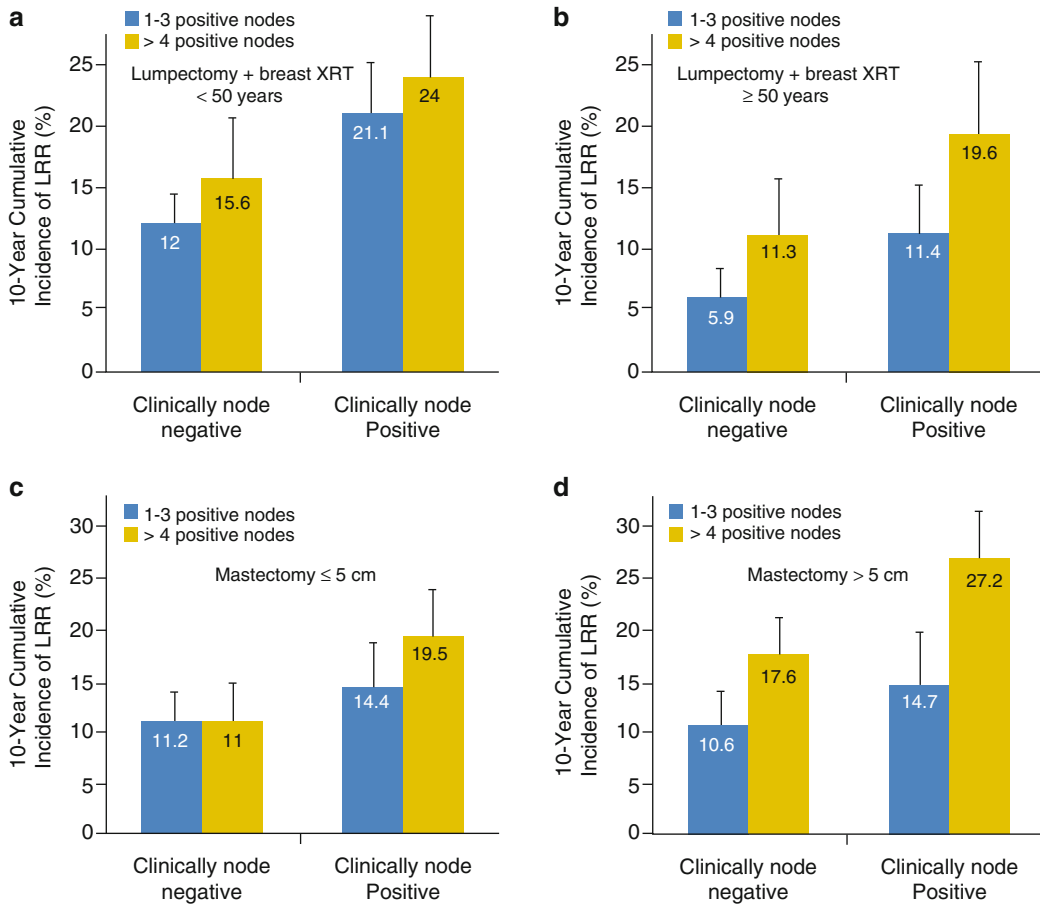 a
1-3 positive nodes
> 4 positive nodes
Lumpectomy + breast XRT
< 50 years
10-Year Cumulative
Incidence of LRR (%)
25
20
15
10
5
0
12
15.6
21.1
24
Clinically node
negative
Clinically node
Positive
b
1-3 positive nodes
> 4 positive nodes
Lumpectomy + breast XRT
≥ 50 years
10-Year Cumulative
Incidence of LRR (%)
25
20
15
10
5
0
5.9
11.3
11.4
19.6
Clinically node
negative
Clinically node
Positive
c
1-3 positive nodes
> 4 positive nodes
Mastectomy ≤ 5 cm
10-Year Cumulative
Incidence of LRR (%)
30
25
20
15
10
5
0
11.2
11
14.4
19.5
Clinically node
negative
Clinically node
Positive
d
1-3 positive nodes
> 4 positive nodes
Mastectomy > 5 cm
10-Year Cumulative
Incidence of LRR (%)
30
25
20
15
10
5
0
10.6
17.6
14.7
27.2
Clinically node
negative
Clinically node
Positive